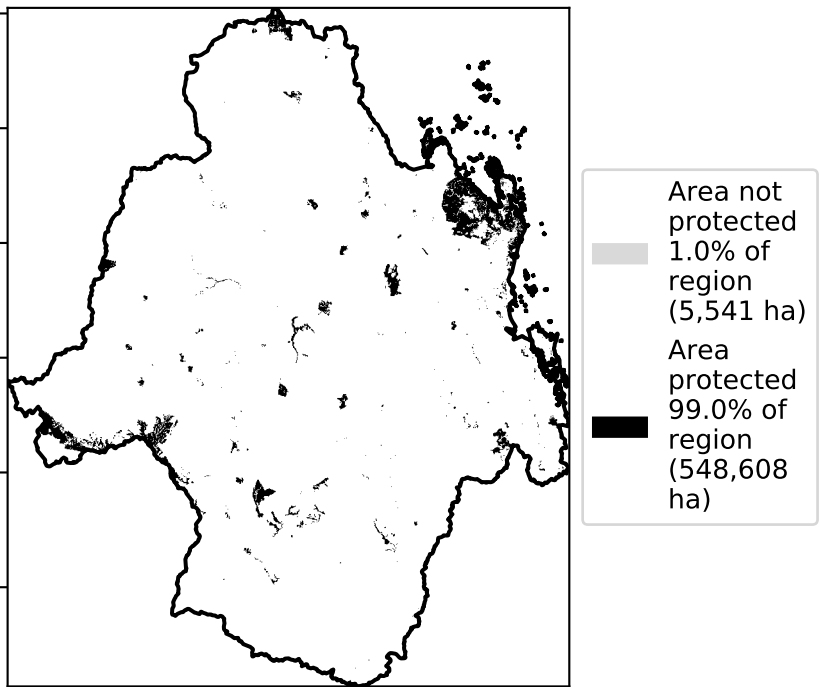 Area not
protected
1.0% of
region
(5,541 ha)
Area
protected
99.0% of
region
(548,608
ha)